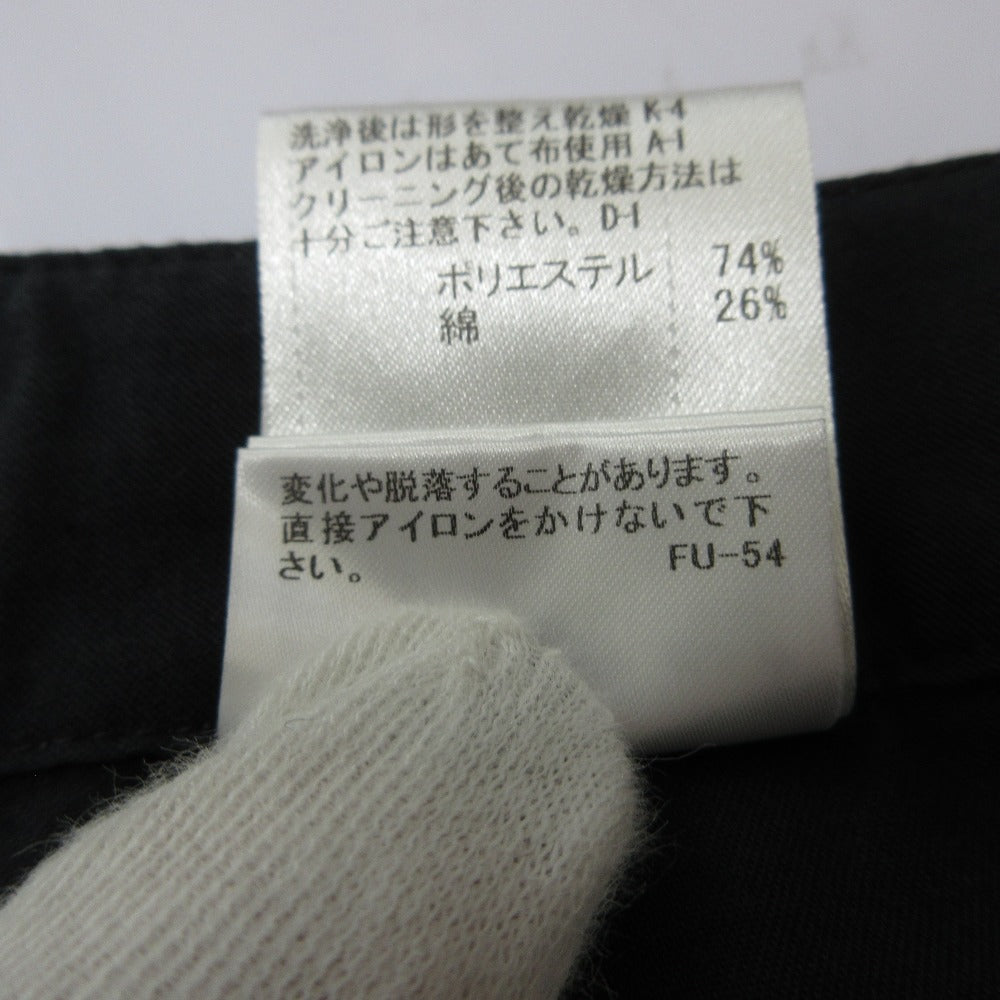 洗浄後は形を整え乾燥 K-4
アイロンはあて布使用 A-1
クリーニング後の乾燥方法は
十分ご注意下さい。D-1
ポリエステル 74%
綿 26%
変化や脱落することがあります。
直接アイロンをかけないで下
さい。 FU-54